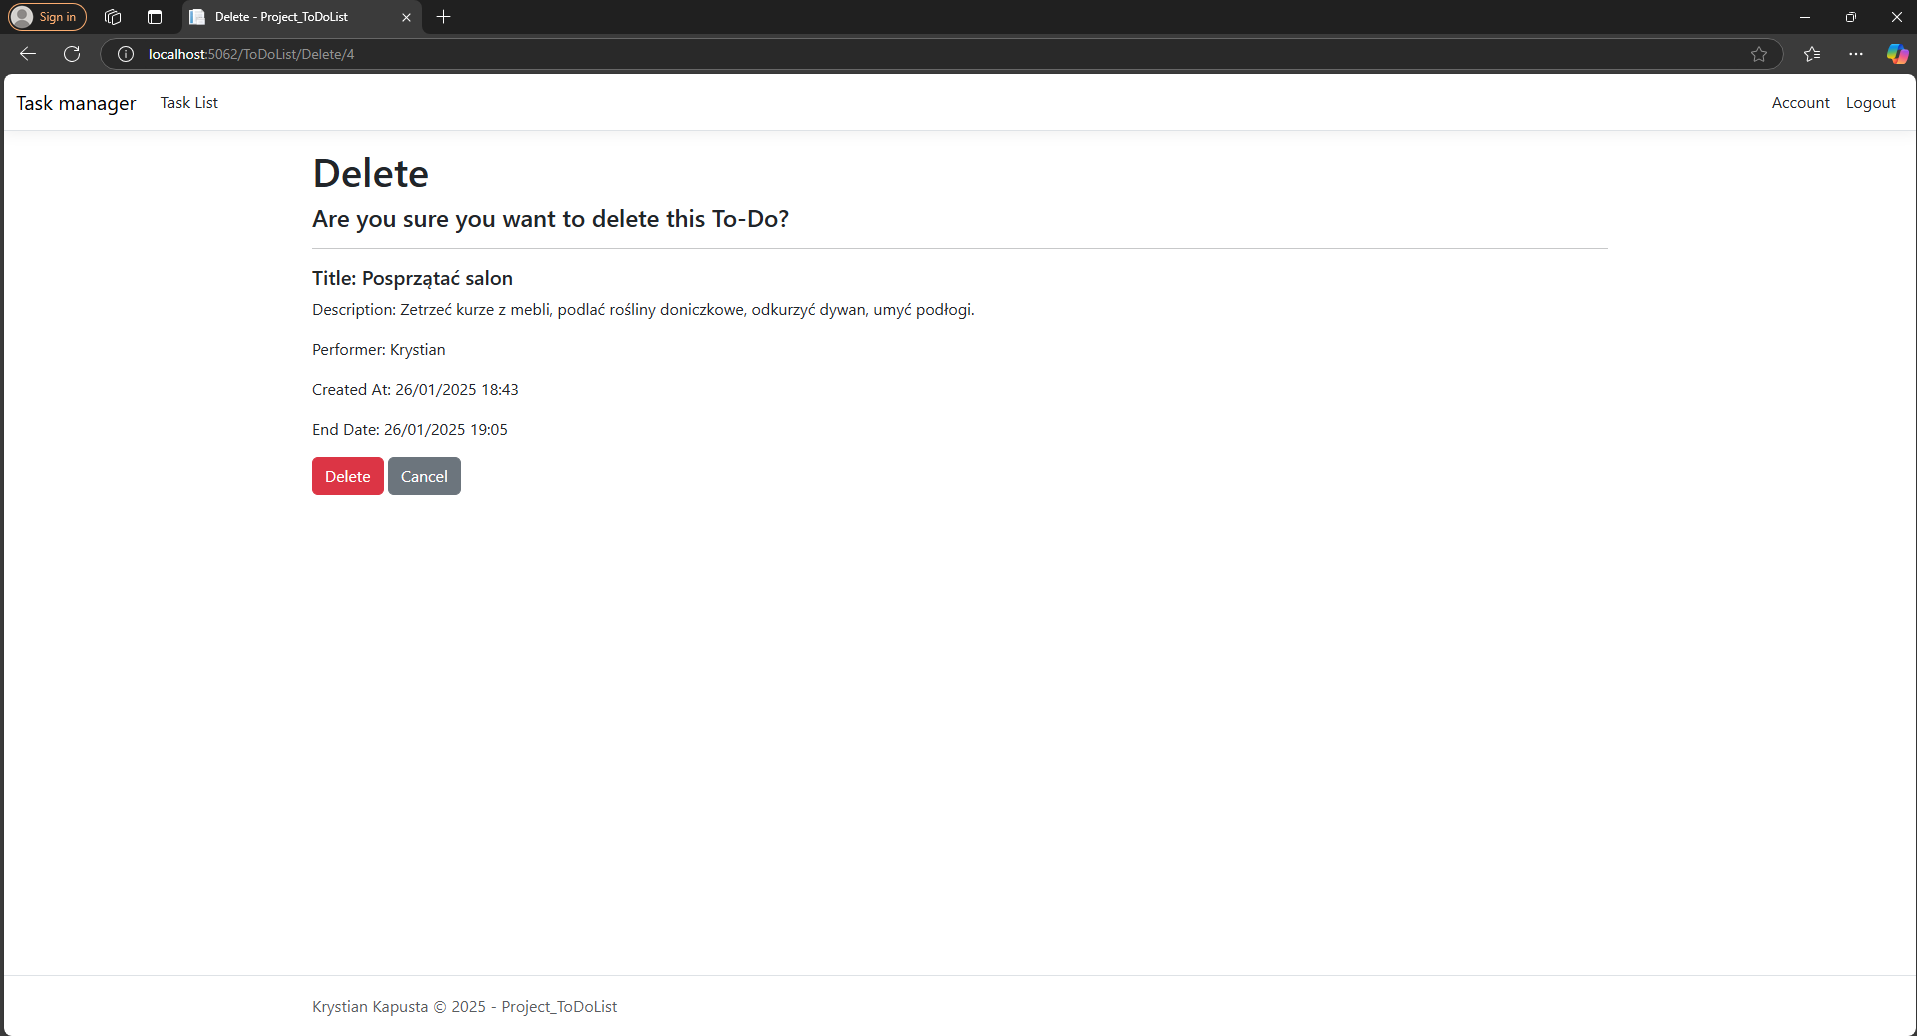 Sign in
Delete - Project_ToDoList
localhost:5062/ToDoList/Delete/4
Task manager
Task List
Account
Logout
Delete
Are you sure you want to delete this To-Do?
Title: Posprzątać salon
Description: Zetrzeć kurze z mebli, podlać rośliny doniczkowe, odkurzyć dywan, umyć podłogi.
Performer: Krystian
Created At: 26/01/2025 18:43
End Date: 26/01/2025 19:05
Delete
Cancel
Krystian Kapusta © 2025 - Project_ToDoList